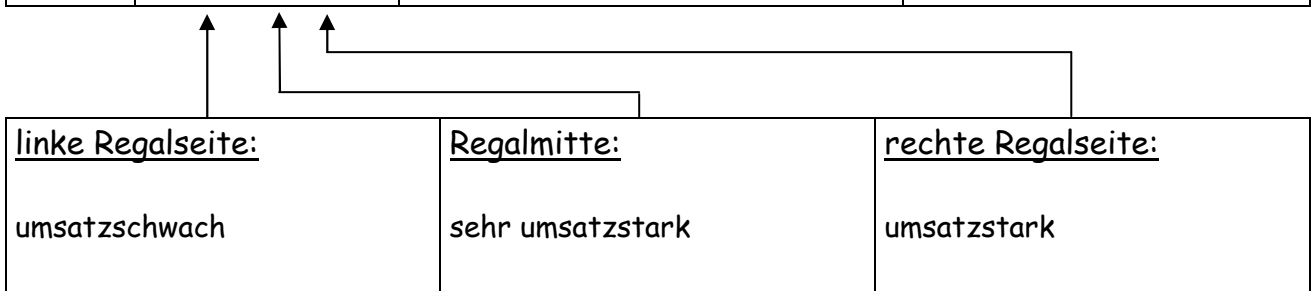 linke Regalseite:
Regalmitte:
rechte Regalseite:
umsatzschwach
sehr umsatzstark
umsatzstark